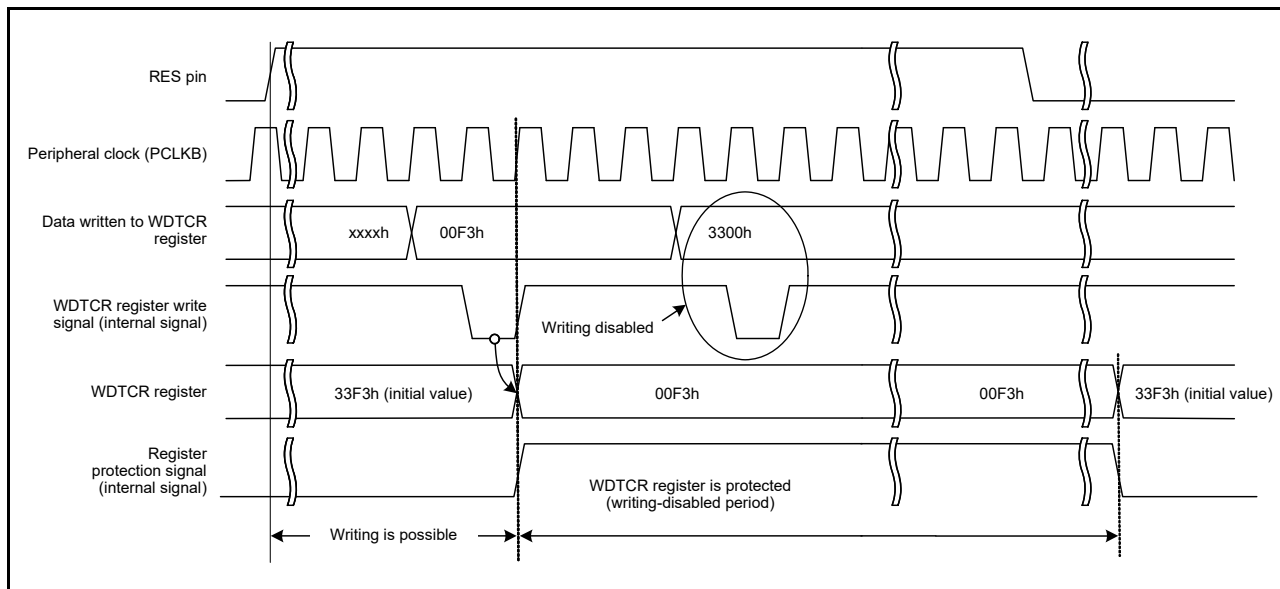 RES pin
Peripheral clock (PCLKB)
Data written to WDTCR
register
xxxxh
00F3h
3300h
WDTCR register write
signal (internal signal)
Writing disabled
WDTCR register
33F3h (initial value)
00F3h
00F3h
33F3h (initial value)
Register
protection signal
(internal signal)
WDTCR register is protected
(writing-disabled period)
Writing is possible